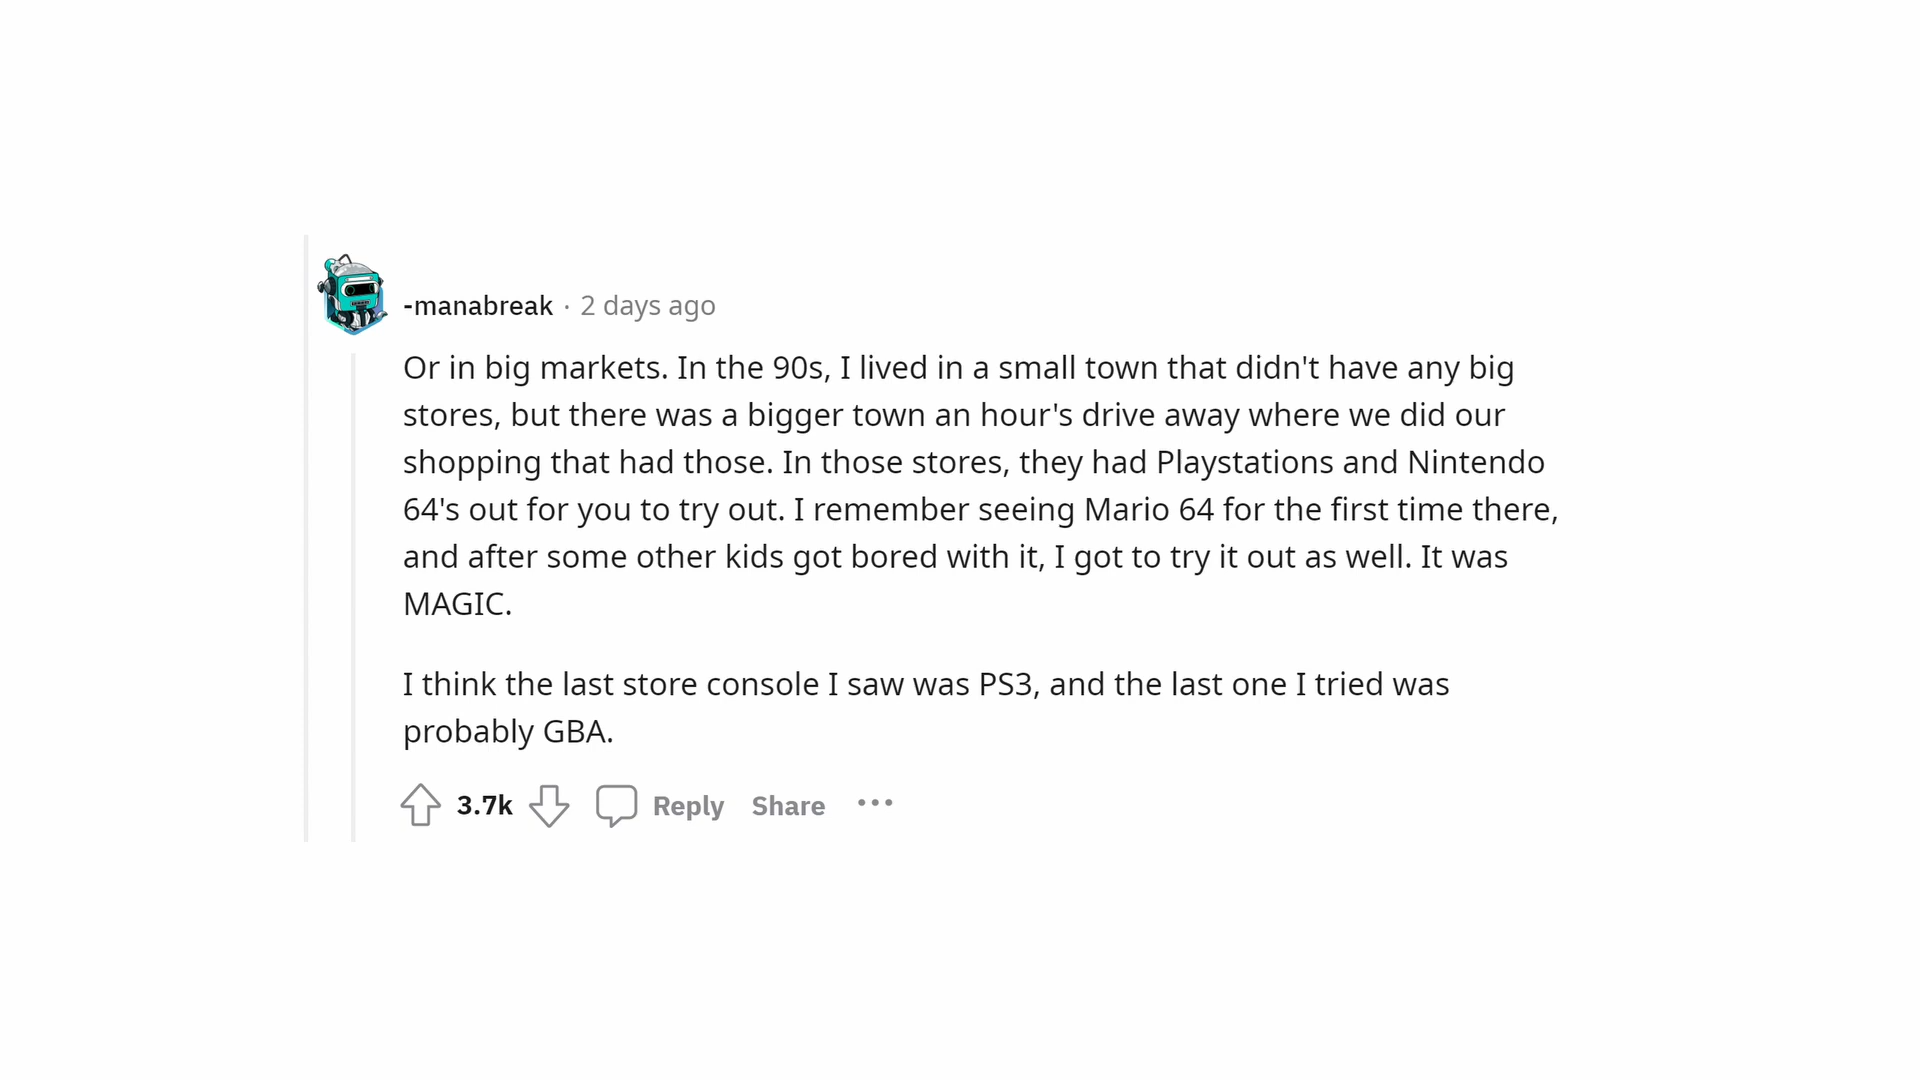 -manabreak · 2 days ago
Or in big markets. In the 90s, I lived in a small town that didn't have any big
stores, but there was a bigger town an hour's drive away where we did our
shopping that had those. In those stores, they had Playstations and Nintendo
64's out for you to try out. I remember seeing Mario 64 for the first time there,
and after some other kids got bored with it, I got to try it out as well. It was
MAGIC.
I think the last store console I saw was PS3, and the last one I tried was
probably GBA.
3.7k Reply Share ···